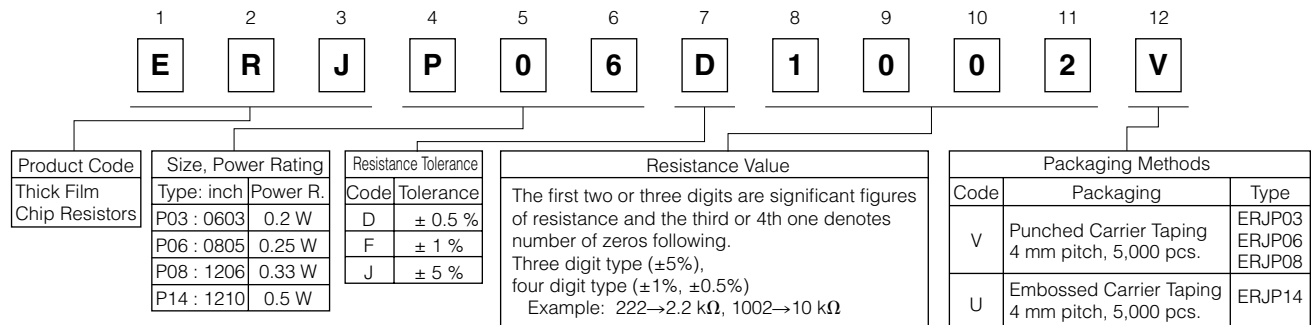 1 2 3 4 5 6 7 8 9 10 11 12
E R J P 0 6 D 1 0 0 2 V
Product Code
Thick Film
Chip Resistors
Size, Power Rating
Type: inch Power R.
P03 : 0603 0.2 W
P06 : 0805 0.25 W
P08 : 1206 0.33 W
P14 : 1210 0.5 W
Resistance Tolerance
Code Tolerance
D ± 0.5 %
F ± 1 %
J ± 5 %
Resistance Value
The first two or three digits are significant figures
of resistance and the third or 4th one denotes
number of zeros following.
Three digit type (±5%),
four digit type (±1%, ±0.5%)
Example: 222→2.2 kΩ, 1002→10 kΩ
Packaging Methods
Code Packaging Type
V Punched Carrier Taping
4 mm pitch, 5,000 pcs.
ERJP03
ERJP06
ERJP08
U Embossed Carrier Taping
4 mm pitch, 5,000 pcs.
ERJP14